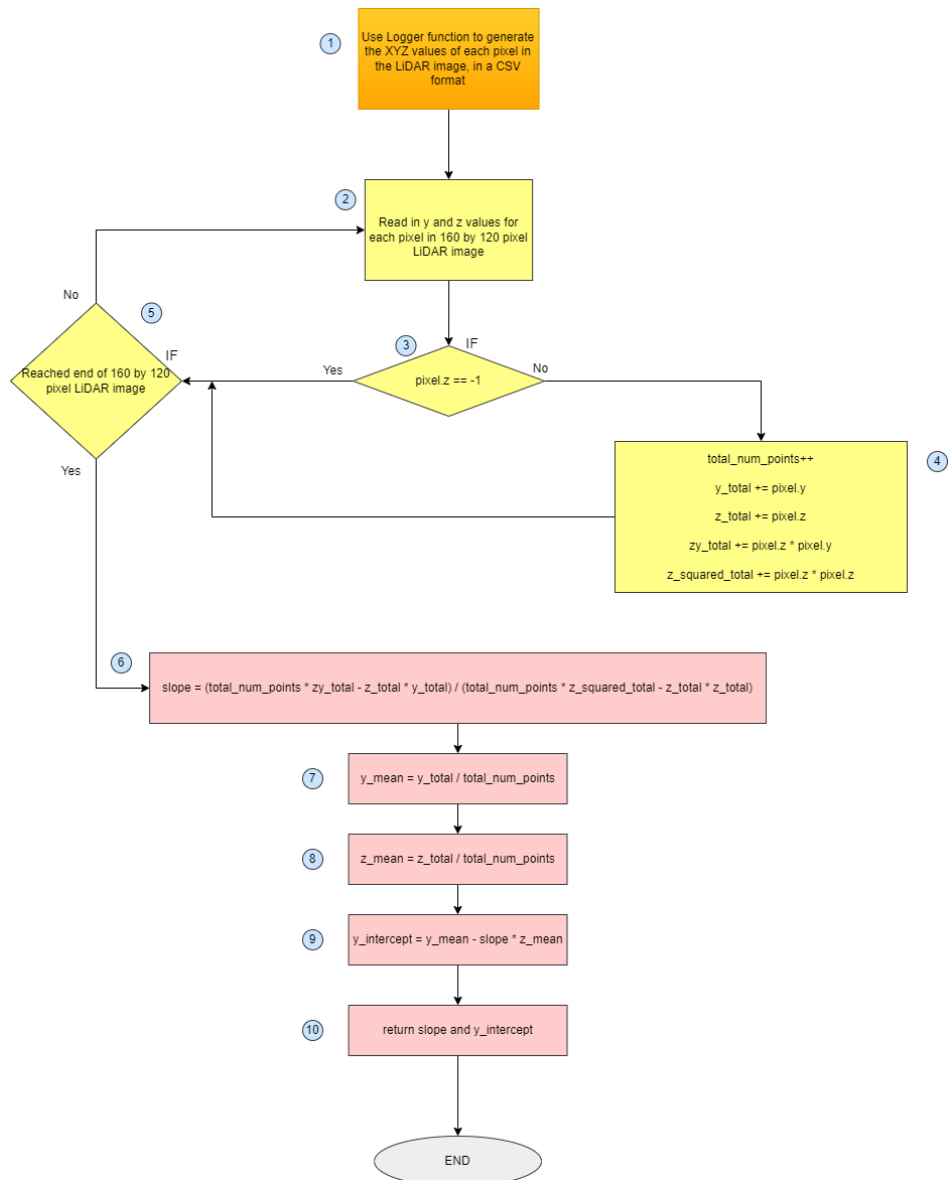 1
Use Logger function to generate
the XYZ values of each pixel in
the LiDAR image, in a CSV
format
2
Read in y and z values for
each pixel in 160 by 120 pixel
LiDAR image
No
5
3
IF
IF
Yes
No
Reached end of 160 by 120
pixel LiDAR image
pixel.z == -1
Yes
4
total_num_points++
y_total += pixel.y
z_total += pixel.z
zy_total += pixel.z * pixel.y
z_squared_total += pixel.z * pixel.z
6
slope = (total_num_points * zy_total - z_total * y_total) / (total_num_points * z_squared_total - z_total * z_total)
7
y_mean = y_total / total_num_points
8
z_mean = z_total / total_num_points
9
y_intercept = y_mean - slope * z_mean
10
return slope and y_intercept
END